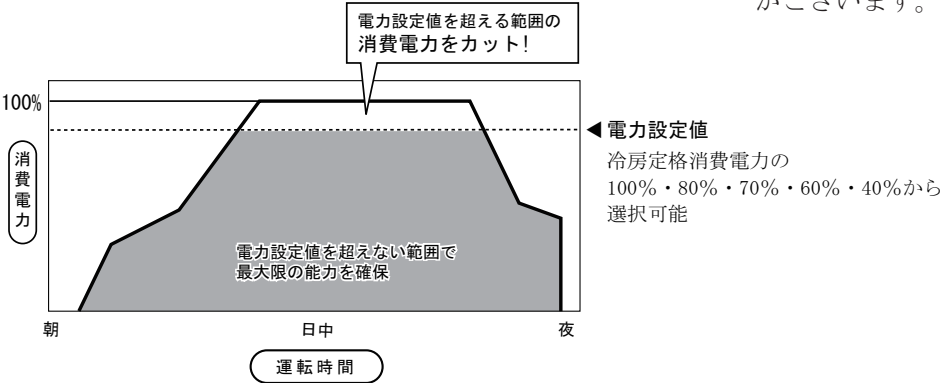 がございます。
電力設定値を超える範囲の
消費電力をカット!
100%
消費電力
電力設定値
冷房定格消費電力の
100%・80%・70%・60%・40%から
選択可能
電力設定値を超えない範囲で
最大限の能力を確保
朝
日中
夜
運転時間